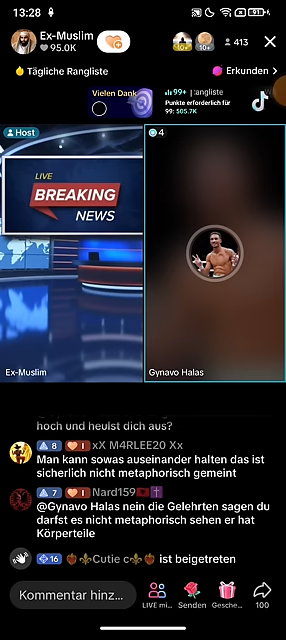 13:28
91
Ex-Muslim
95.0K
10+
10+
413
Tägliche Rangliste
Erkunden >
Vielen Dank
99+ | :angliste
Punkte erforderlich für
99: 505.7K
Host
4
LIVE
BREAKING
NEWS
Ex-Muslim
Gynavo Halas
hoch und heulst dich aus?
8 I xX M4RLEE20 Xx
Man kann sowas auseinander halten das ist
sicherlich nicht metaphorisch gemeint
7 I Nard159🇦🇱✝️
@Gynavo Halas nein die Gelehrten sagen du
darfst es nicht metaphorisch sehen er hat
Körperteile
16 Cutie c ist beigetreten
Kommentar hinz...
LIVE mi...
Senden
Gesche...
100